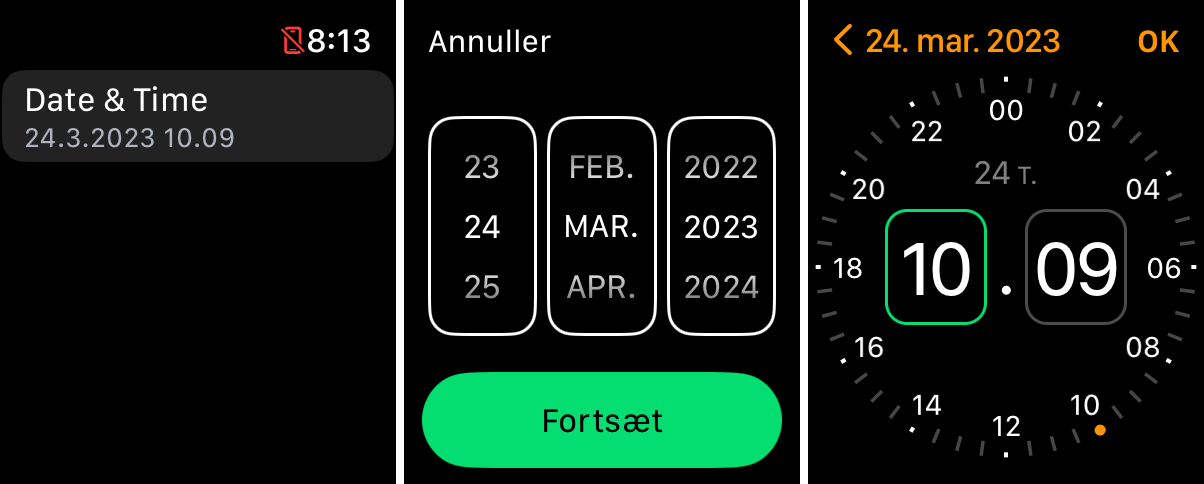 8:13
Date & Time
24.3.2023 10.09
Annuller
23 FEB. 2022
24 MAR. 2023
25 APR. 2024
Fortsæt
24. mar. 2023 OK
00
22 02
24 T.
20 04
10 . 09
18 06
16 08
14 10
12